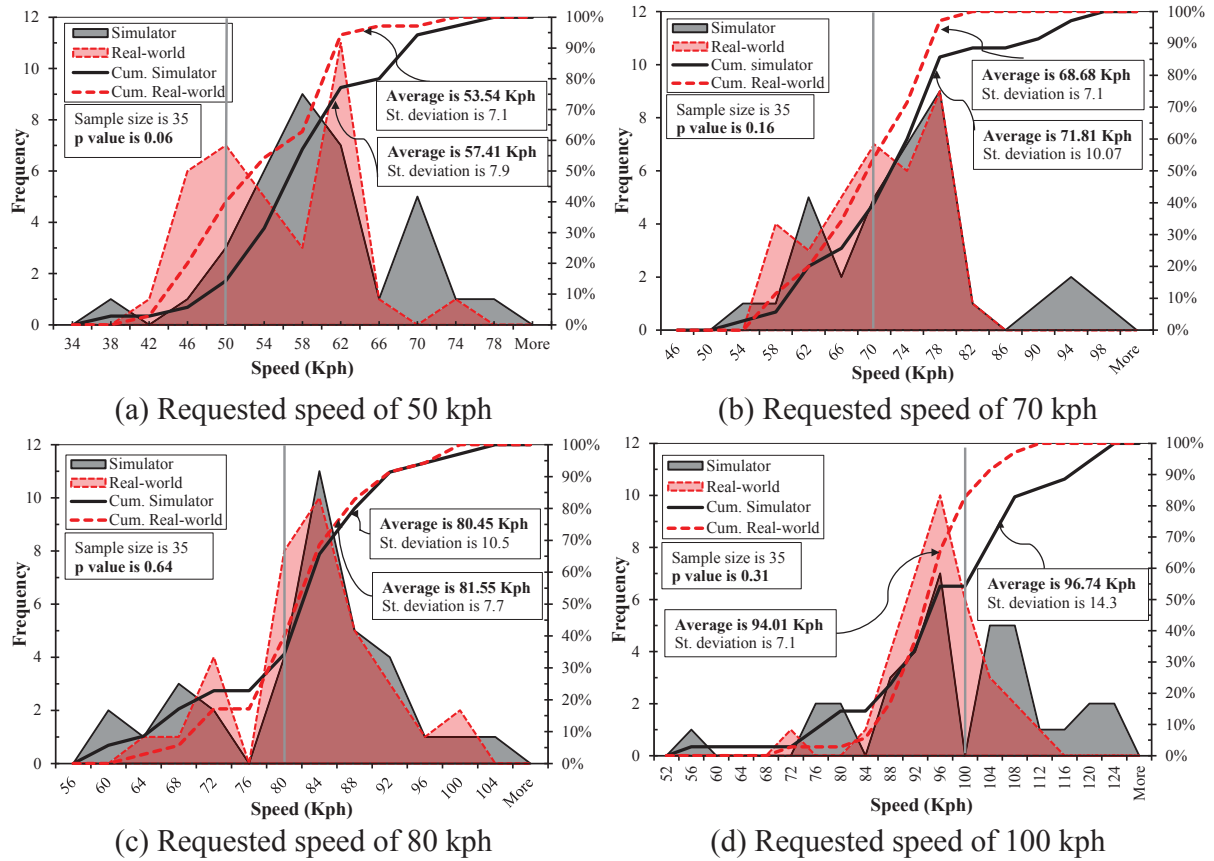 Simulator
Real-world
Cum. Simulator
Cum. Real-world
Sample size is 35
p value is 0.06
Average is 53.54 Kph
St. deviation is 7.1
Average is 57.41 Kph
St. deviation is 7.9
Frequency
12
10
8
6
4
2
0
100%
90%
80%
70%
60%
50%
40%
30%
20%
10%
0%
34 38 42 46 50 54 58 62 66 70 74 78 More
Speed (Kph)
(a) Requested speed of 50 kph
Simulator
Real-world
Cum. simulator
Cum. Real-world
Sample size is 35
p value is 0.16
Average is 68.68 Kph
St. deviation is 7.1
Average is 71.81 Kph
St. deviation is 10.07
Frequency
12
10
8
6
4
2
0
100%
90%
80%
70%
60%
50%
40%
30%
20%
10%
0%
46 50 54 58 62 66 70 74 78 82 86 90 94 98 More
Speed (Kph)
(b) Requested speed of 70 kph
Simulator
Real-world
Cum. Simulator
Cum. Real-world
Sample size is 35
p value is 0.64
Average is 80.45 Kph
St. deviation is 10.5
Average is 81.55 Kph
St. deviation is 7.7
Frequency
12
10
8
6
4
2
0
100%
90%
80%
70%
60%
50%
40%
30%
20%
10%
0%
56 60 64 68 72 76 80 84 88 92 96 100 104 More
Speed (Kph)
(c) Requested speed of 80 kph
Simulator
Real-world
Cum. Simulator
Cum. Real-world
Sample size is 35
p value is 0.31
Average is 94.01 Kph
St. deviation is 7.1
Average is 96.74 Kph
St. deviation is 14.3
Frequency
12
10
8
6
4
2
0
100%
90%
80%
70%
60%
50%
40%
30%
20%
10%
0%
52 56 60 64 68 72 76 80 84 88 92 96 100 104 108 112 116 120 124 More
Speed (Kph)
(d) Requested speed of 100 kph